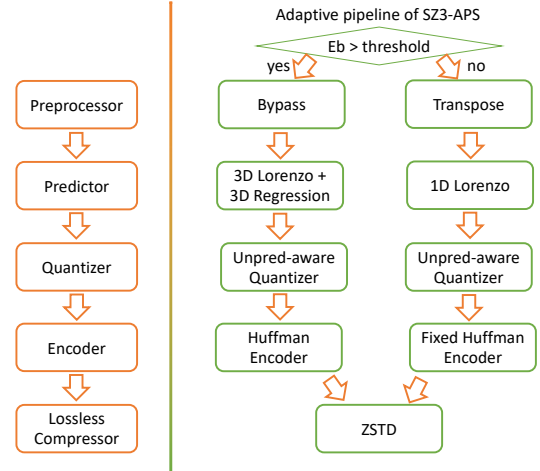 Adaptive pipeline of SZ3-APS
Eb > threshold
yes
no
Preprocessor
Predictor
Quantizer
Encoder
Lossless
Compressor
Bypass
3D Lorenzo +
3D Regression
Unpred-aware
Quantizer
Huffman
Encoder
Transpose
1D Lorenzo
Unpred-aware
Quantizer
Fixed Huffman
Encoder
ZSTD